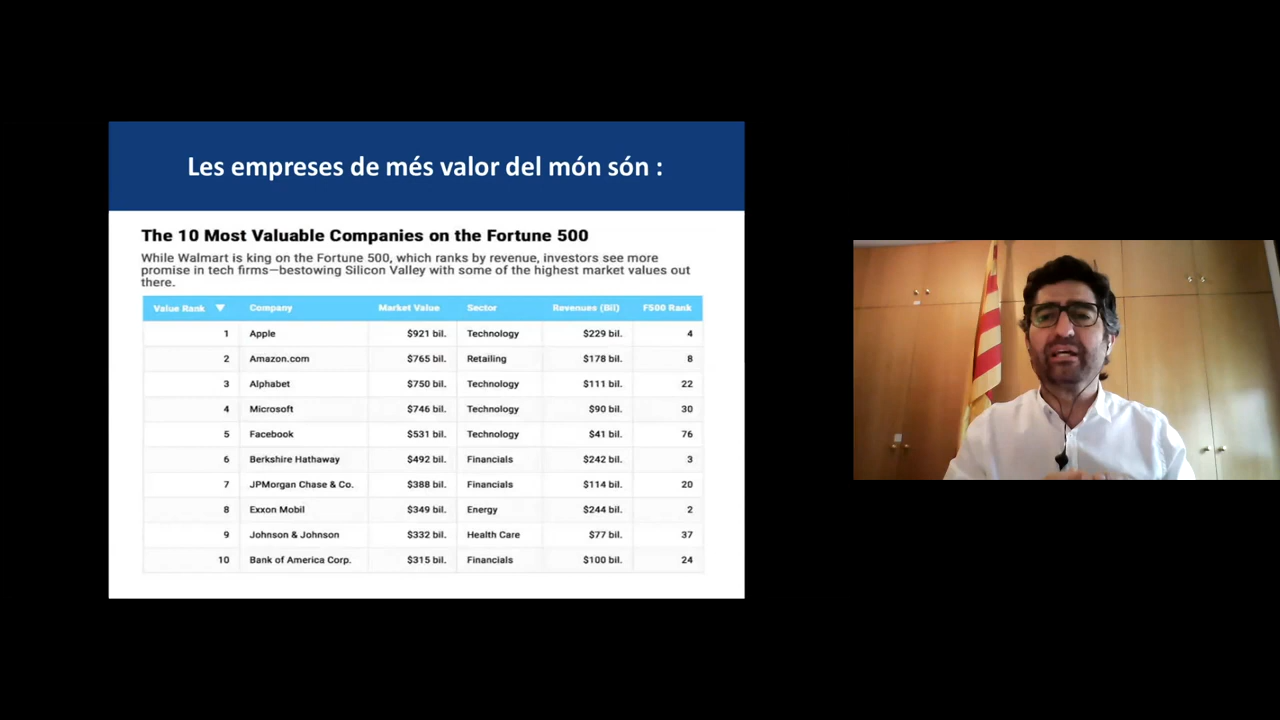 Les empreses de més valor del món són :
The 10 Most Valuable Companies on the Fortune 500
While Walmart is king on the Fortune 500, which ranks by revenue, investors see more
promise in tech firms—bestowing Silicon Valley with some of the highest market values out
there.
Value Rank ▼ Company Market Value Sector Revenues (Bil) F500 Rank
1 Apple $921 bil. Technology $229 bil. 4
2 Amazon.com $765 bil. Retailing $178 bil. 8
3 Alphabet $750 bil. Technology $111 bil. 22
4 Microsoft $746 bil. Technology $90 bil. 30
5 Facebook $531 bil. Technology $41 bil. 76
6 Berkshire Hathaway $492 bil. Financials $242 bil. 3
7 JPMorgan Chase & Co. $388 bil. Financials $114 bil. 20
8 Exxon Mobil $349 bil. Energy $244 bil. 2
9 Johnson & Johnson $332 bil. Health Care $77 bil. 37
10 Bank of America Corp. $315 bil. Financials $100 bil. 24